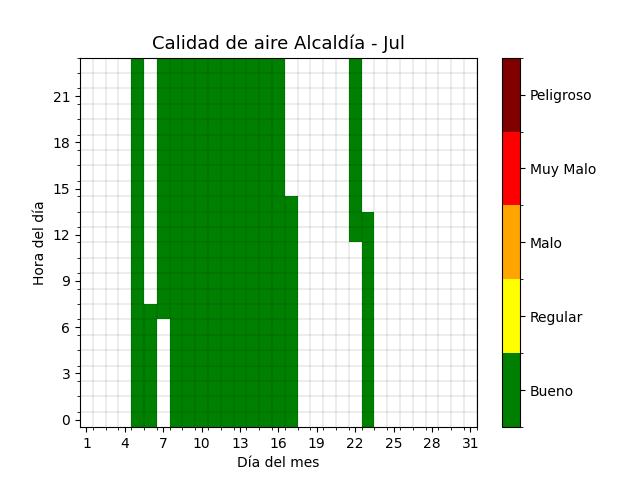 Calidad de aire Alcaldía - Jul
Hora del día
21
18
15
12
9
6
3
0
1 4 7 10 13 16 19 22 25 28 31
Día del mes
Peligroso
Muy Malo
Malo
Regular
Bueno